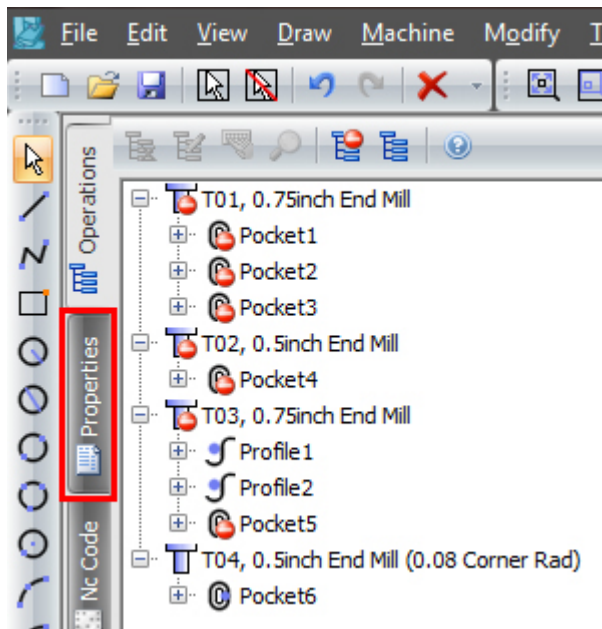 File Edit View Draw Machine Modify T
Operations
T01, 0.75inch End Mill
Pocket1
Pocket2
Pocket3
T02, 0.5inch End Mill
Pocket4
Properties
T03, 0.75inch End Mill
Profile1
Profile2
Pocket5
Nc Code
T04, 0.5inch End Mill (0.08 Corner Rad)
Pocket6